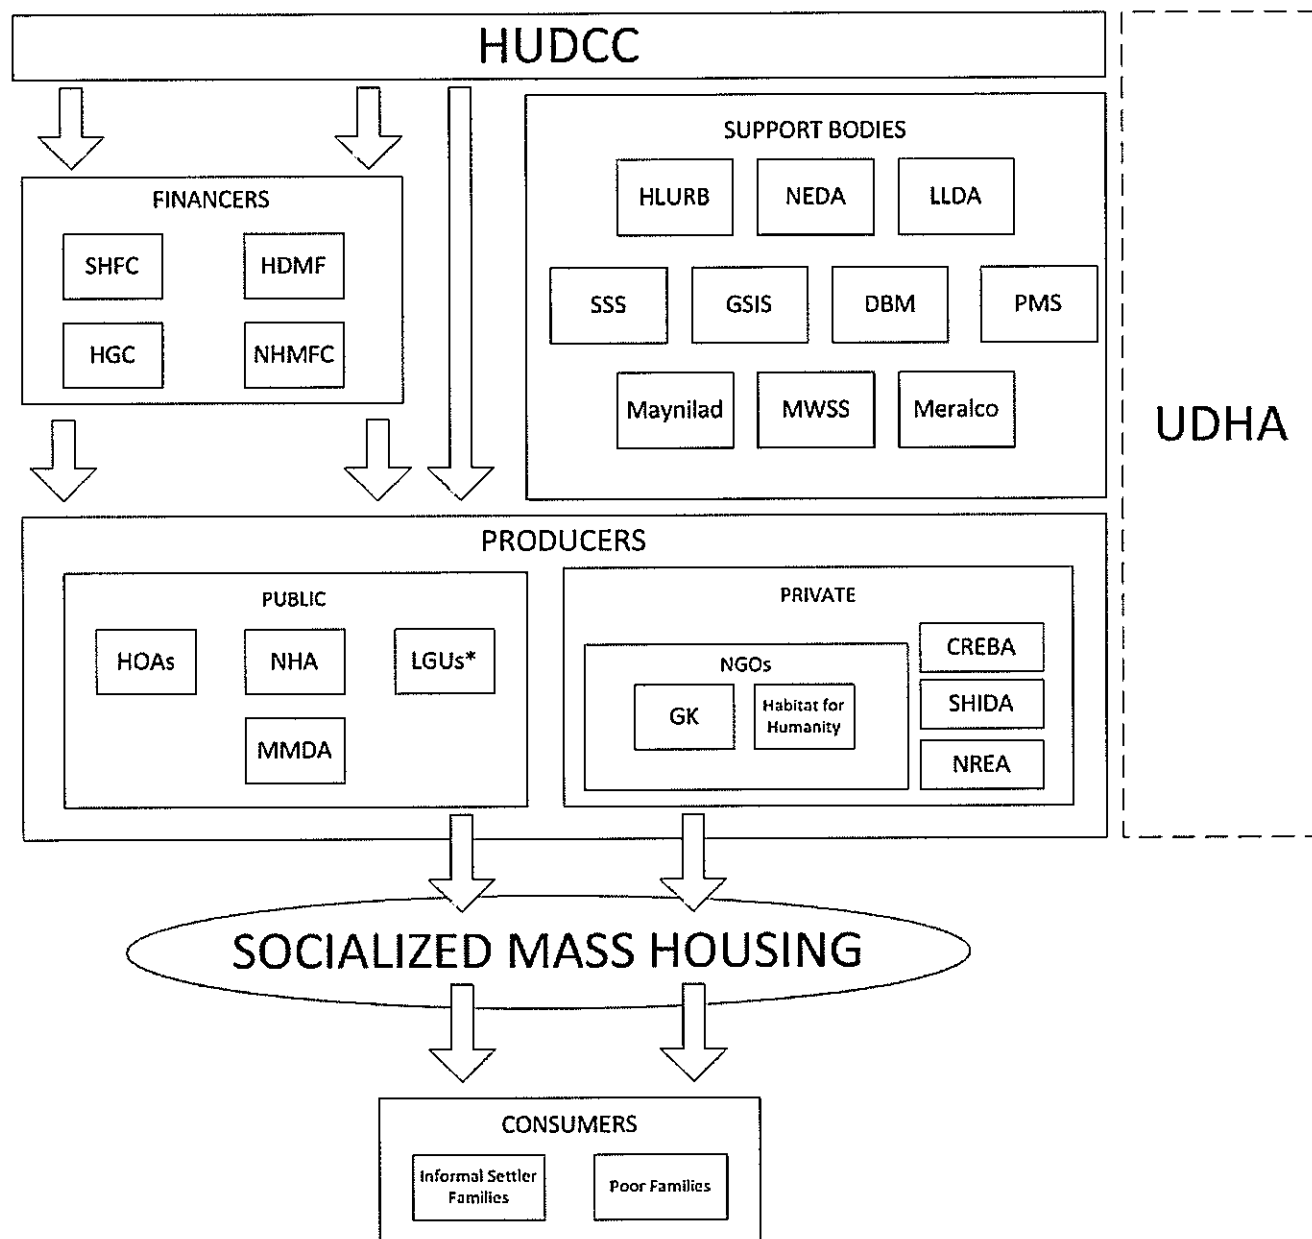 HUDCC
SUPPORT BODIES
HLURB
NEDA
LLDA
FINANCERS
SHFC
HDMF
SSS
GSIS
DBM
PMS
HGC
NHMFC
Maynilad
MWSS
Meralco
UDHA
PRODUCERS
PUBLIC
HOAs
NHA
LGUs*
MMDA
PRIVATE
NGOs
GK
Habitat for
Humanity
CREBA
SHIDA
NREA
SOCIALIZED MASS HOUSING
CONSUMERS
Informal Settler
Families
Poor Families